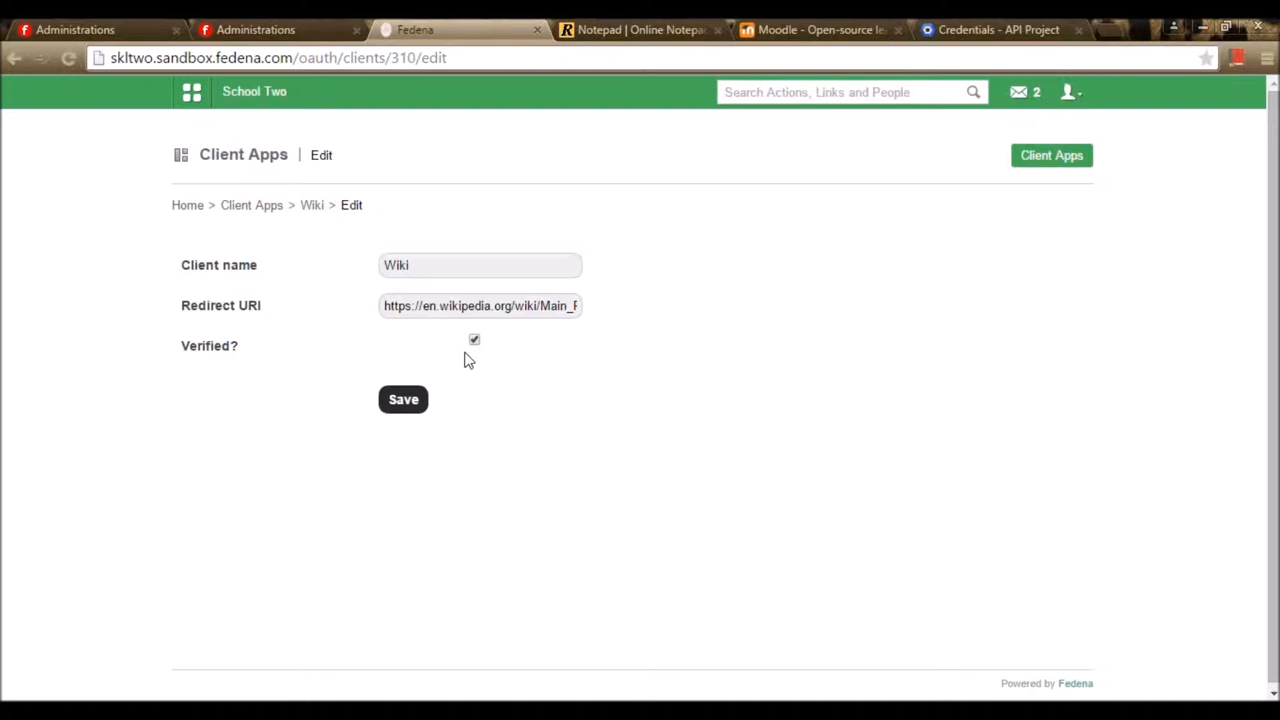 Administrations
Administrations
Fedena
Notepad | Online Notepa
Moodle - Open-source le
Credentials - API Project
skltwo.sandbox.fedena.com/oauth/clients/310/edit
School Two
Search Actions, Links and People
2
Client Apps | Edit
Client Apps
Home > Client Apps > Wiki > Edit
Client name
Wiki
Redirect URI
https://en.wikipedia.org/wiki/Main_P
Verified?
Save
Powered by Fedena